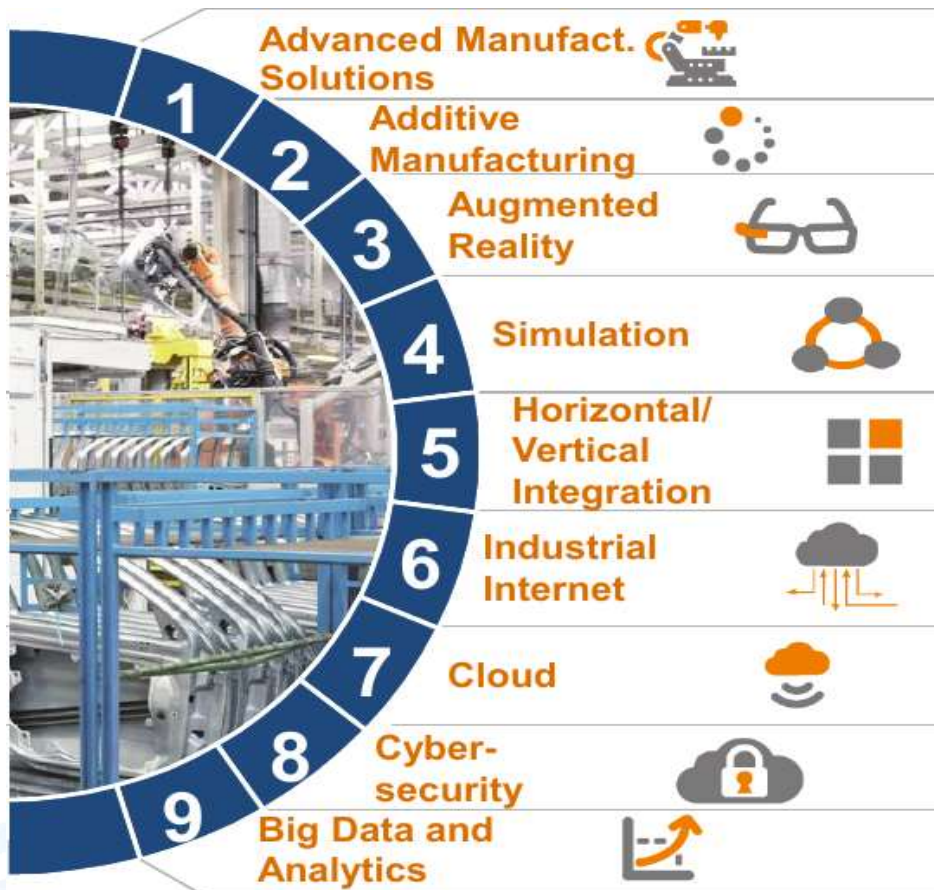 1
Advanced Manufact.
Solutions
2
Additive
Manufacturing
3
Augmented
Reality
4
Simulation
5
Horizontal/
Vertical
Integration
6
Industrial
Internet
7
Cloud
8
Cyber-
security
9
Big Data and
Analytics